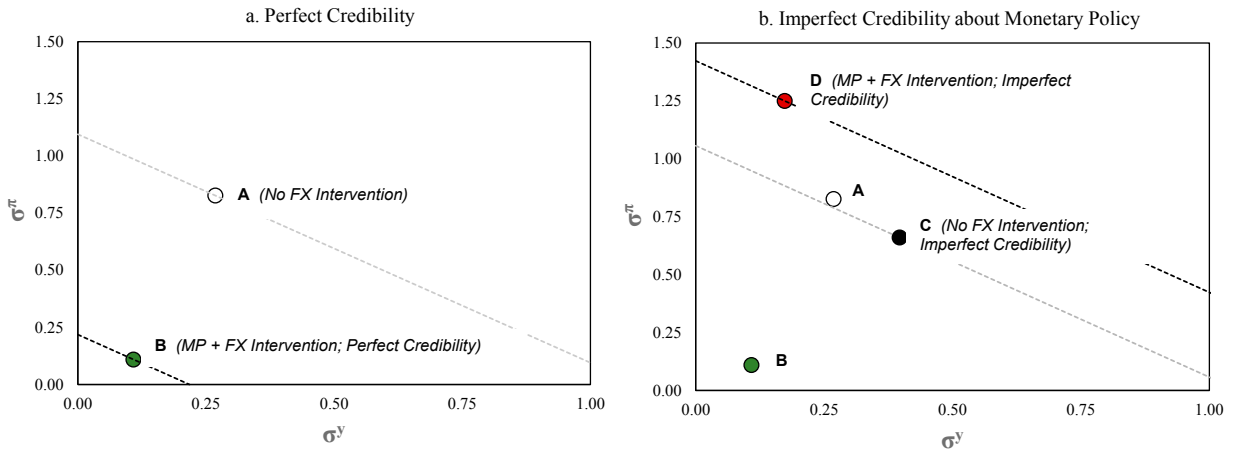 a. Perfect Credibility
1.50
1.25
1.00
0.75
0.50
0.25
0.00
σπ
A (No FX Intervention)
B (MP + FX Intervention; Perfect Credibility)
0.00 0.25 0.50 0.75 1.00
σy
b. Imperfect Credibility about Monetary Policy
1.50
1.25
1.00
0.75
0.50
0.25
0.00
σπ
D (MP + FX Intervention; Imperfect
Credibility)
A
C (No FX Intervention;
Imperfect Credibility)
B
0.00 0.25 0.50 0.75 1.00
σy